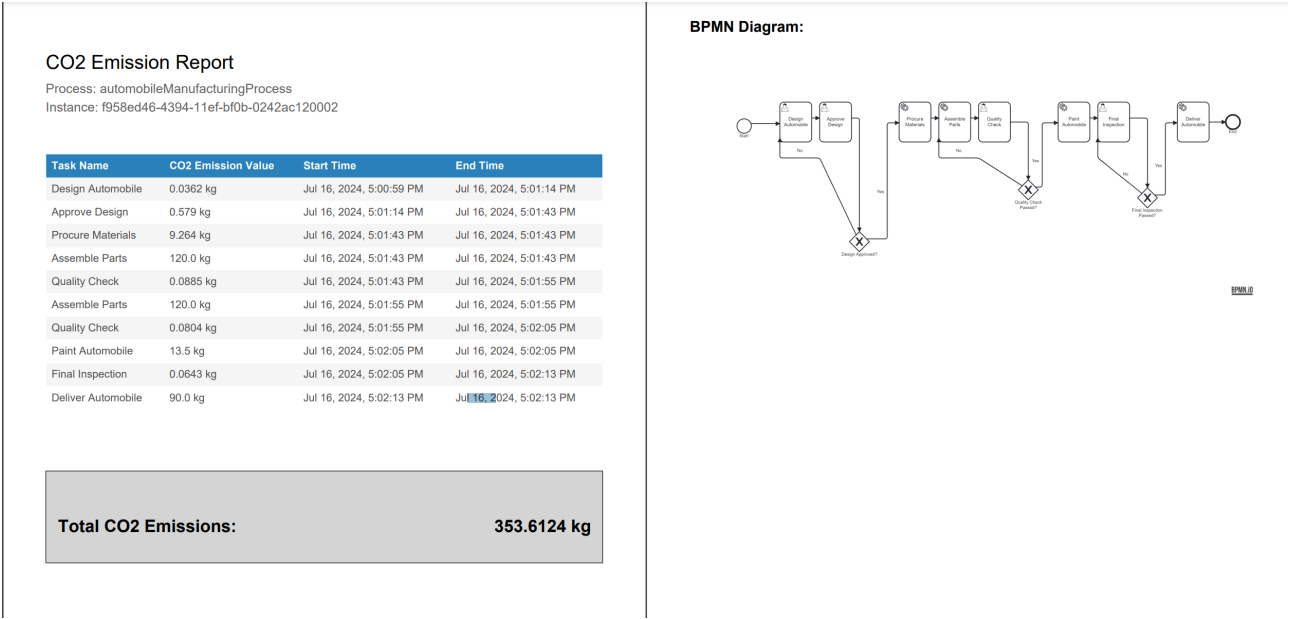 CO2 Emission Report
Process: automobileManufacturingProcess
Instance: f958ed46-4394-11ef-bf0b-0242ac120002
Task Name CO2 Emission Value Start Time End Time
Design Automobile 0.0362 kg Jul 16, 2024, 5:00:59 PM Jul 16, 2024, 5:01:14 PM
Approve Design 0.579 kg Jul 16, 2024, 5:01:14 PM Jul 16, 2024, 5:01:43 PM
Procure Materials 9.264 kg Jul 16, 2024, 5:01:43 PM Jul 16, 2024, 5:01:43 PM
Assemble Parts 120.0 kg Jul 16, 2024, 5:01:43 PM Jul 16, 2024, 5:01:43 PM
Quality Check 0.0885 kg Jul 16, 2024, 5:01:43 PM Jul 16, 2024, 5:01:55 PM
Assemble Parts 120.0 kg Jul 16, 2024, 5:01:55 PM Jul 16, 2024, 5:01:55 PM
Quality Check 0.0804 kg Jul 16, 2024, 5:01:55 PM Jul 16, 2024, 5:02:05 PM
Paint Automobile 13.5 kg Jul 16, 2024, 5:02:05 PM Jul 16, 2024, 5:02:05 PM
Final Inspection 0.0643 kg Jul 16, 2024, 5:02:05 PM Jul 16, 2024, 5:02:13 PM
Deliver Automobile 90.0 kg Jul 16, 2024, 5:02:13 PM Jul 16, 2024, 5:02:13 PM
Total CO2 Emissions: 353.6124 kg
BPMN Diagram:
Start
Design
Automobile
Approve
Design
No
Design Approved?
Yes
Procure
Materials
Assemble
Parts
Quality
Check
No
Yes
Quality Check
Passed?
Paint
Automobile
Final
Inspection
No
Yes
Final Inspection
Passed?
Deliver
Automobile
End
BPMN.iO